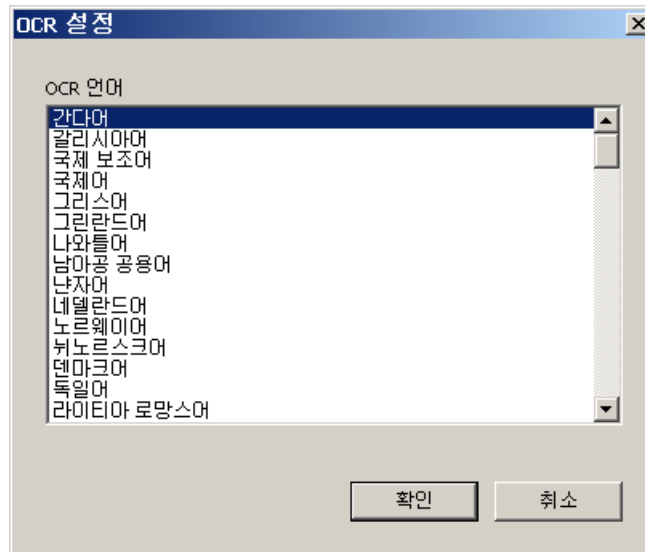 OCR 설정
OCR 언어
간다어
갈리시아어
국제 보조어
국제어
그리스어
그린란드어
나와틀어
남아공 공용어
냔자어
네델란드어
노르웨이어
뉘노르스크어
덴마크어
독일어
라이티아 로망스어
확인
취소